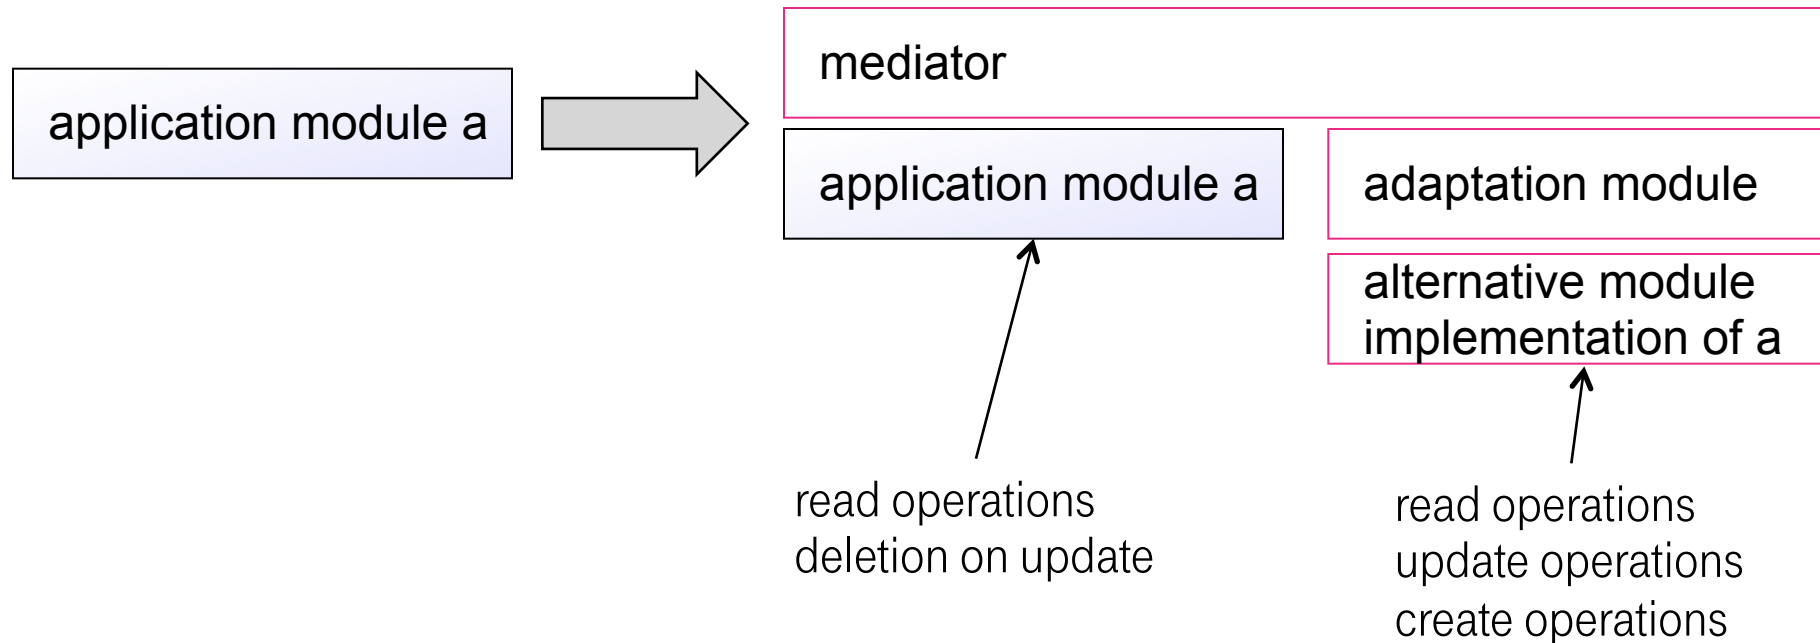 application module a
mediator
application module a
adaptation module
alternative module
implementation of a
read operations
deletion on update
read operations
update operations
create operations